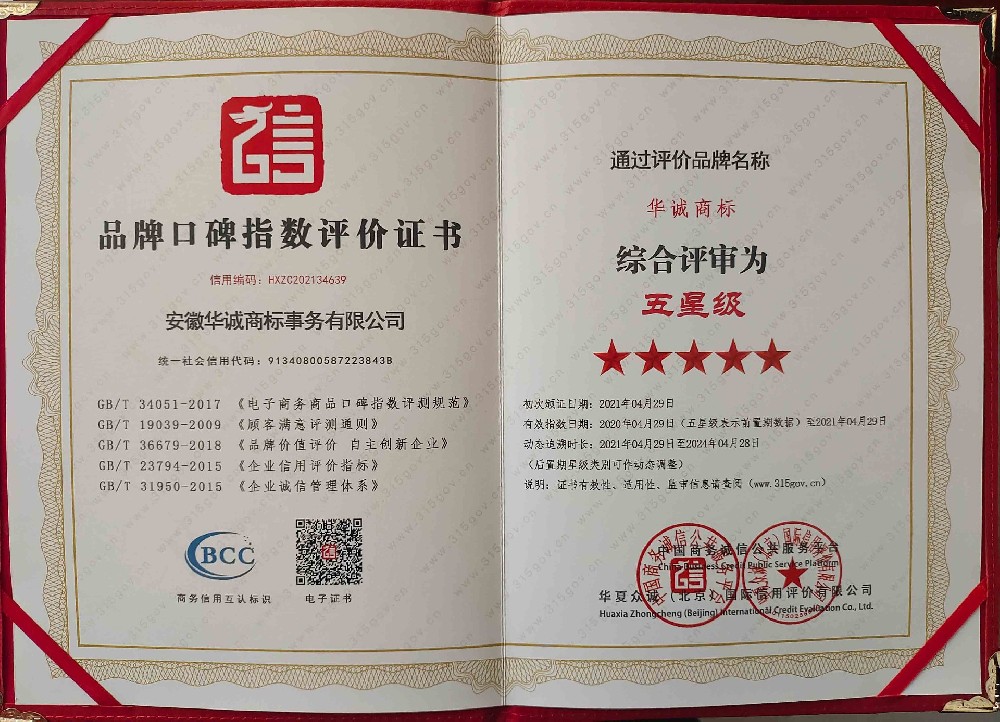 品牌口碑指数评价证书
信用编码：HXZC202134639
安徽华诚商标事务有限公司
统一社会信用代码：91340800587223843B
GB/T 34051-2017 《电子商务商品口碑指数评测规范》
GB/T 19039-2009 《顾客满意评测通则》
GB/T 36679-2018 《品牌价值评价 自主创新企业》
GB/T 23794-2015 《企业信用评价指标》
GB/T 31950-2015 《企业诚信管理体系》
BCC
商务信用互认标识
电子证书
通过评价品牌名称
华诚商标
综合评审为
五星级
初次颁证日期：2021年04月29日
有效指数日期：2020年04月29日（五星级表示前置期数据）至2021年04月29日
动态追溯时长：2021年04月29日至2024年04月28日
（后置期星级类别可作动态调整）
说明：证书有效性、适用性、监审信息请查阅（www.315gov.cn）
中国商务诚信公共服务平台
China Business Credit Public Service Platform
华夏众诚（北京）国际信用评价有限公司
Huaxia Zhongcheng (Beijing) International Credit Evaluation Co., Ltd.
www.315gov.cn